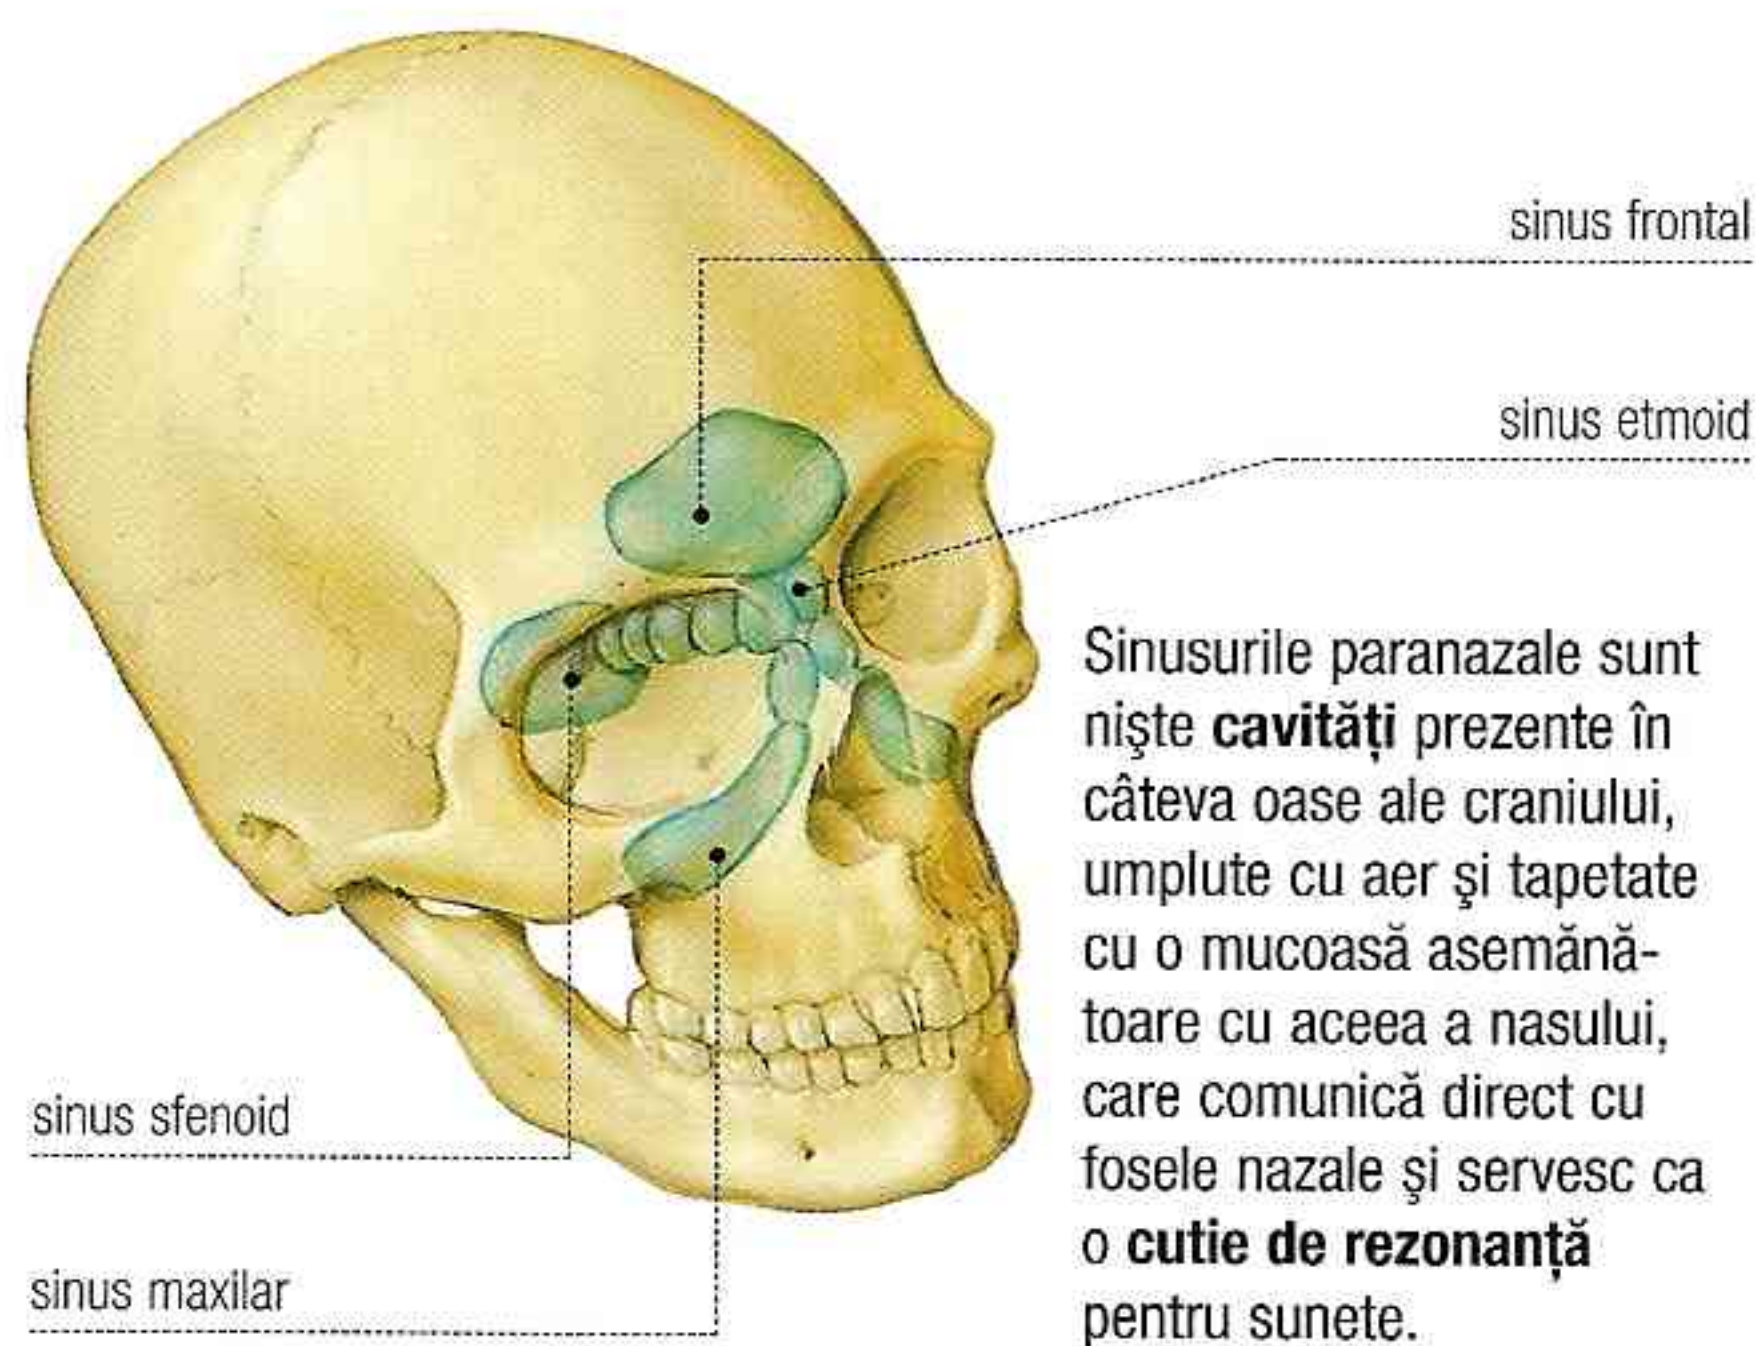 sinus frontal
sinus etmoid
Sinusurile paranazale sunt
nişte cavităţi prezente în
câteva oase ale craniului,
umplute cu aer şi tapetate
cu o mucoasă asemănă-
toare cu aceea a nasului,
care comunică direct cu
fosele nazale şi servesc ca
o cutie de rezonanţă
pentru sunete.
sinus sfenoid
sinus maxilar